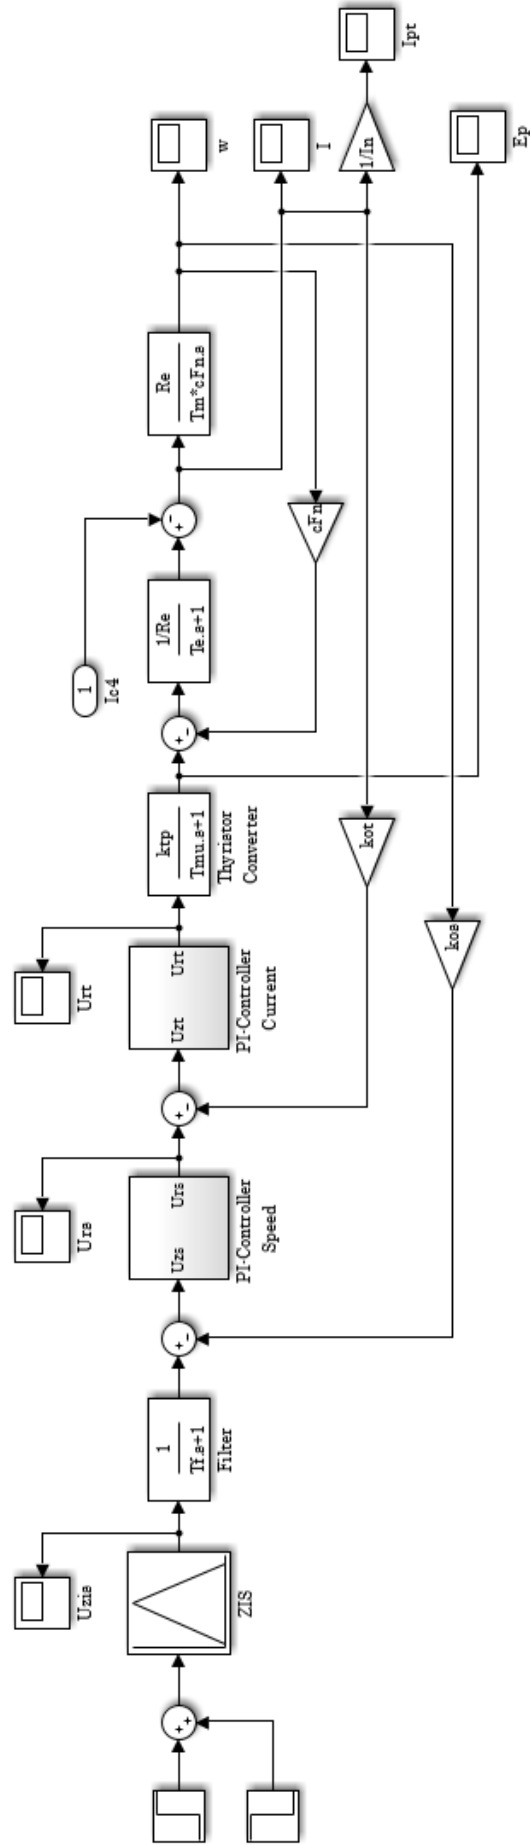 Uzis
ZIS
1
Tf.s+1
Filter
Urs
Uzs
Urs
PI-Controller
Speed
Urt
Uzt
Urt
PI-Controller
Current
ktp
Tmu.s+1
Thyristor
Converter
1
Ic4
1/Re
Te.s+1
Re
Tm*cFn.s
cFn
kot
kos
w
I
1/In
Ipt
Ep
+
+
+
-
+
-
+
-
+
-